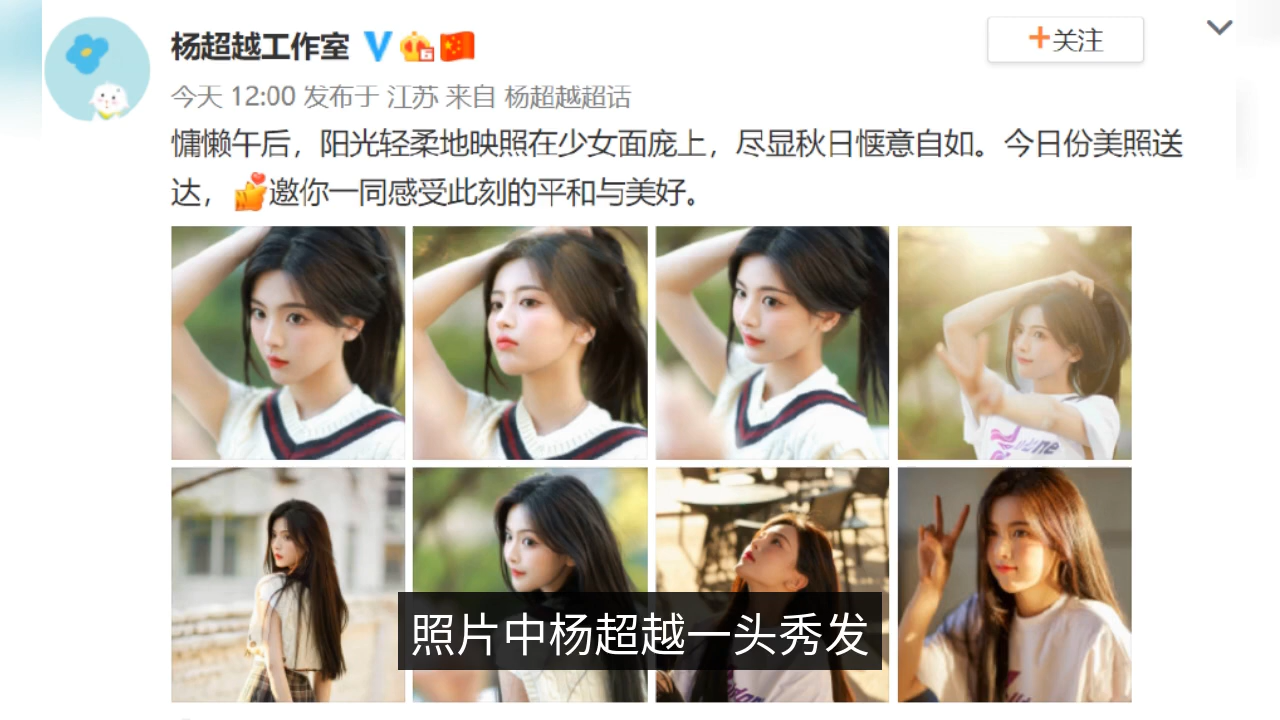 杨超越工作室
+关注
今天 12:00 发布于 江苏 来自 杨超越超话
慵懒午后，阳光轻柔地映照在少女面庞上，尽显秋日惬意自如。今日份美照送
达，邀你一同感受此刻的平和与美好。
照片中杨超越一头秀发